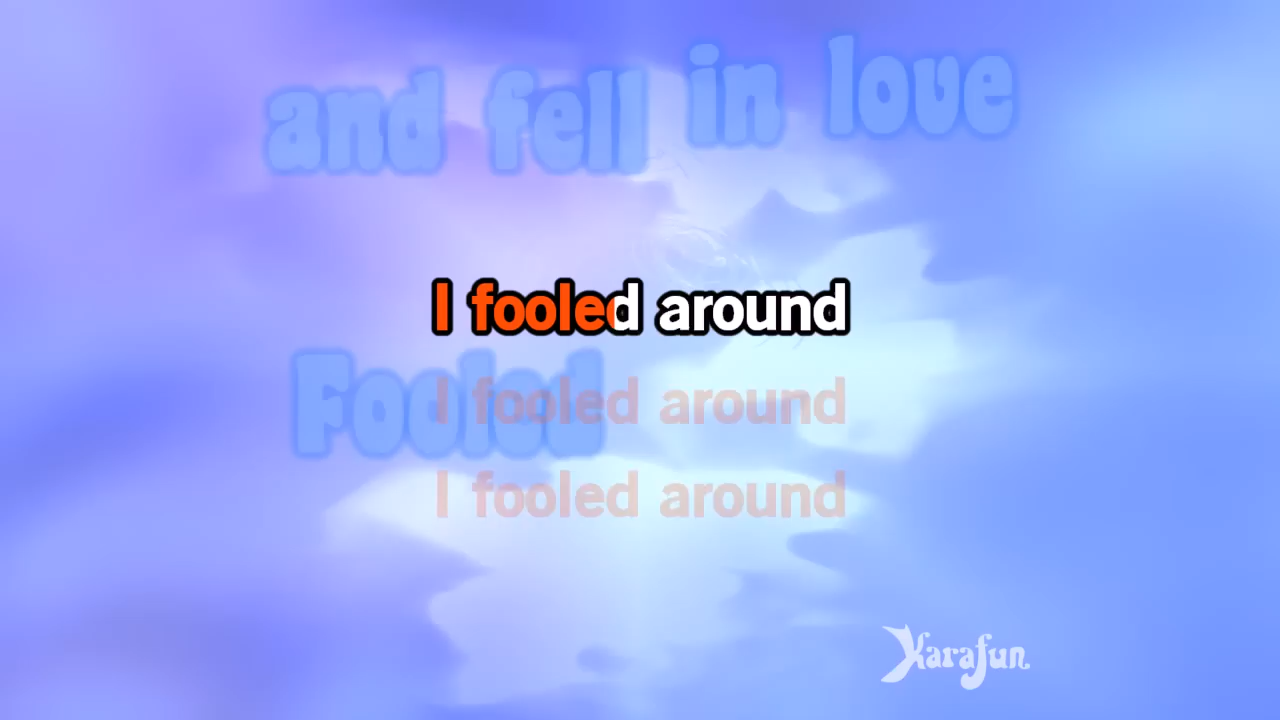 and fell in love
I fooled around
Fooled
I fooled around
I fooled around
Karafun